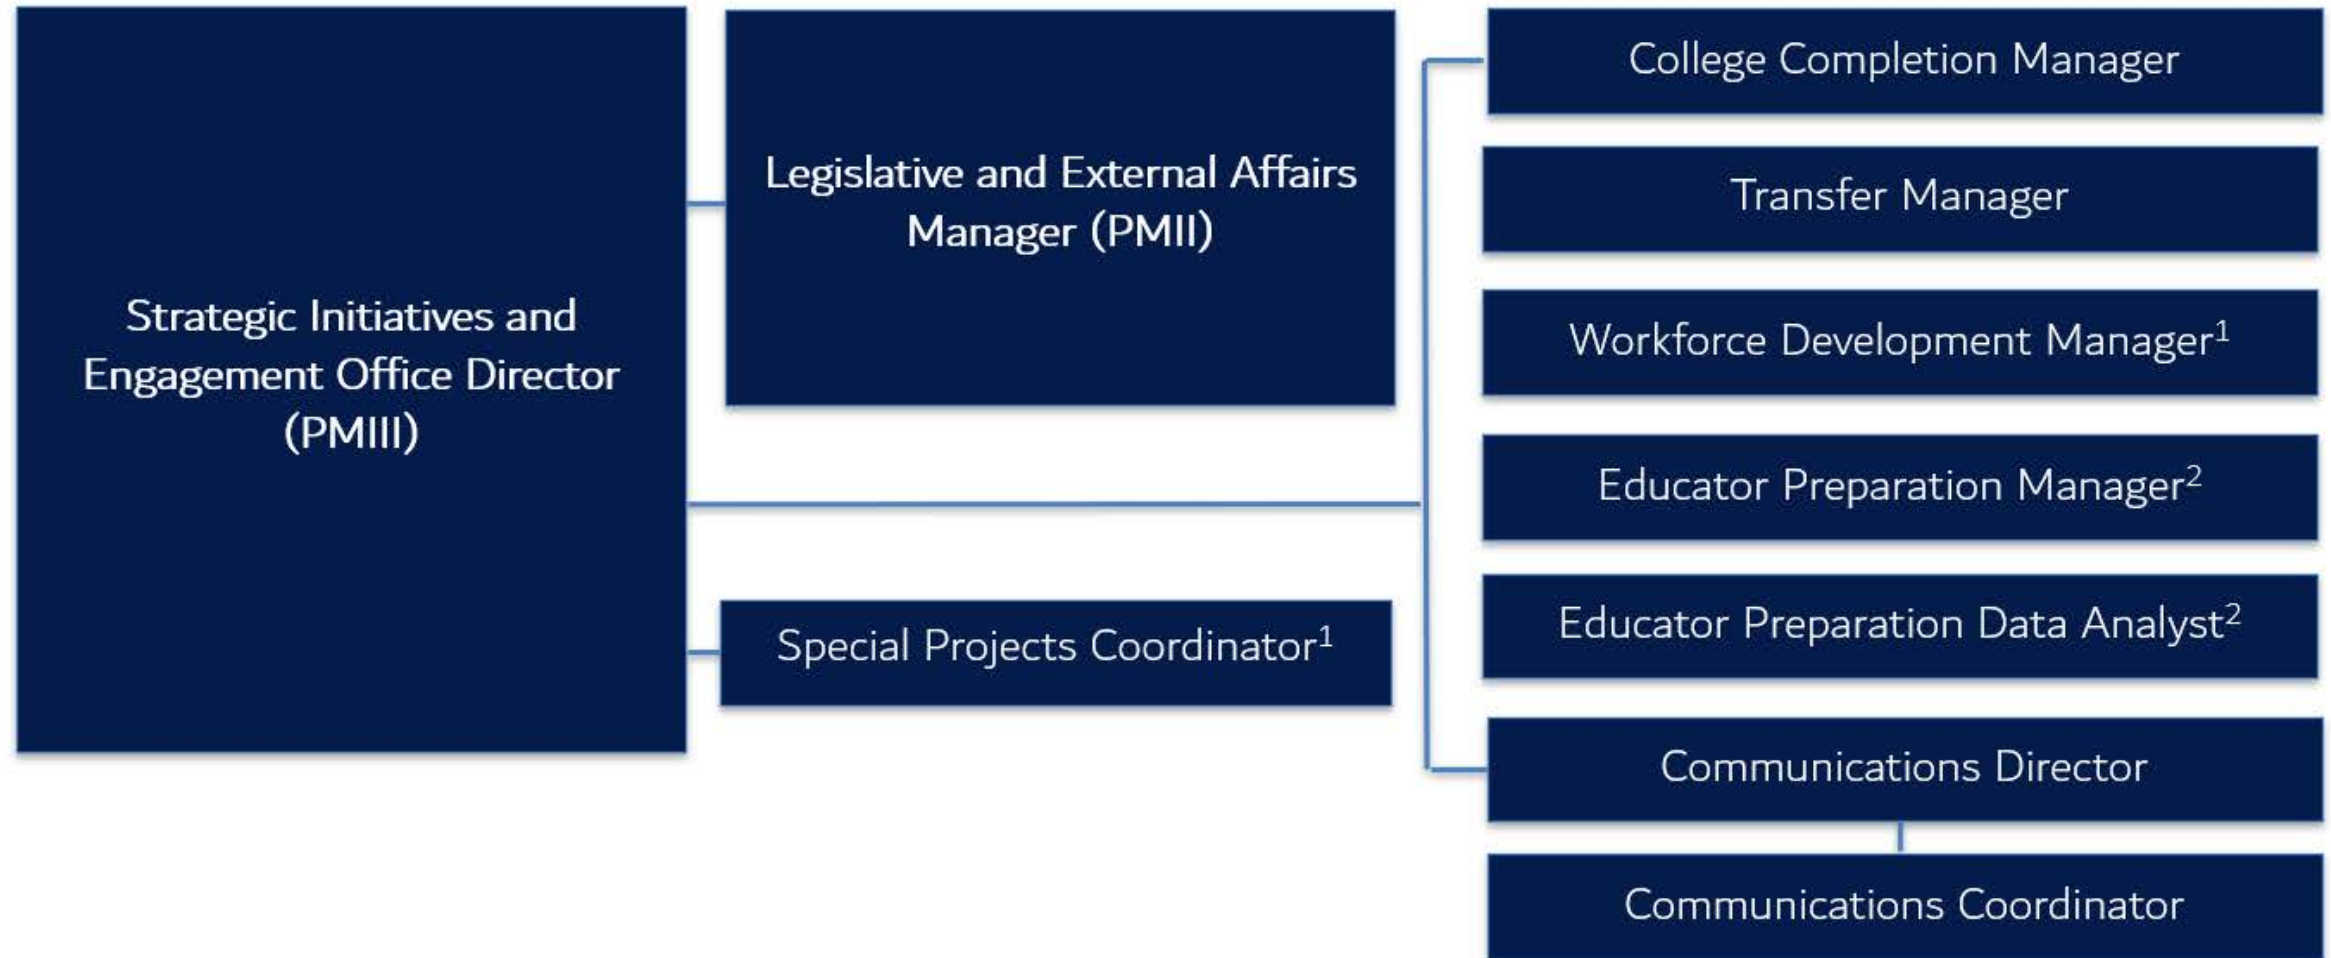 Strategic Initiatives and
Engagement Office Director
(PMIII)
Legislative and External Affairs
Manager (PMII)
Special Projects Coordinator¹
College Completion Manager
Transfer Manager
Workforce Development Manager¹
Educator Preparation Manager²
Educator Preparation Data Analyst²
Communications Director
Communications Coordinator